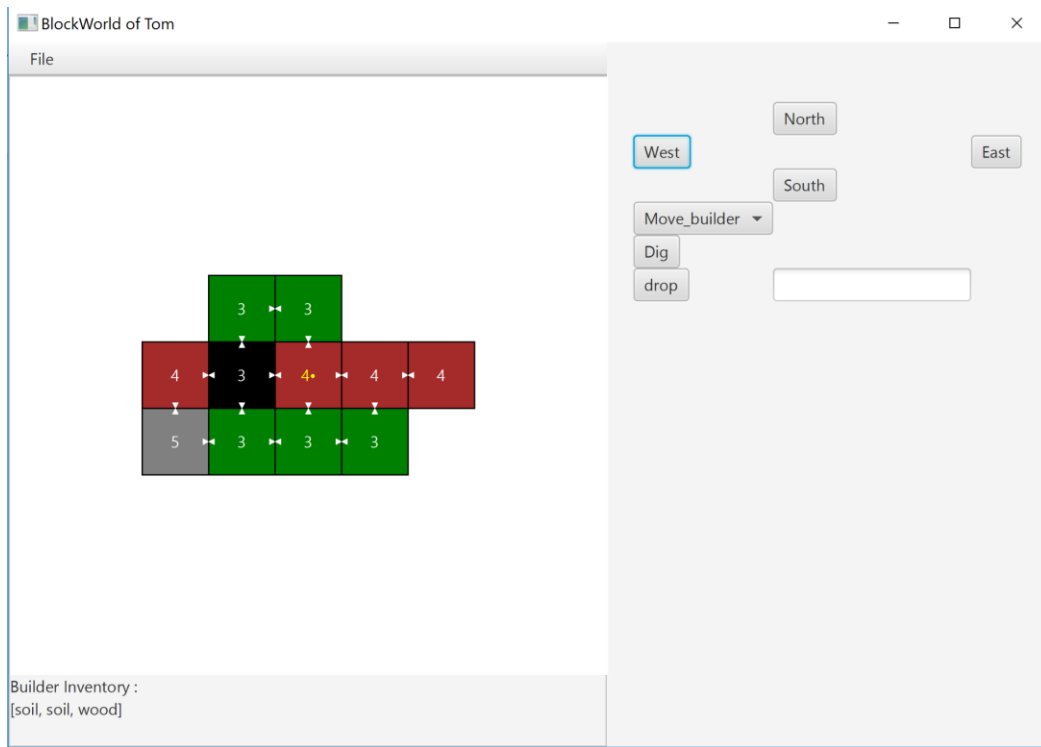 BlockWorld of Tom
File
North
West
East
South
Move_builder
Dig
drop
3 3
4 3 4 4 4
5 3 3 3
Builder Inventory :
[soil, soil, wood]